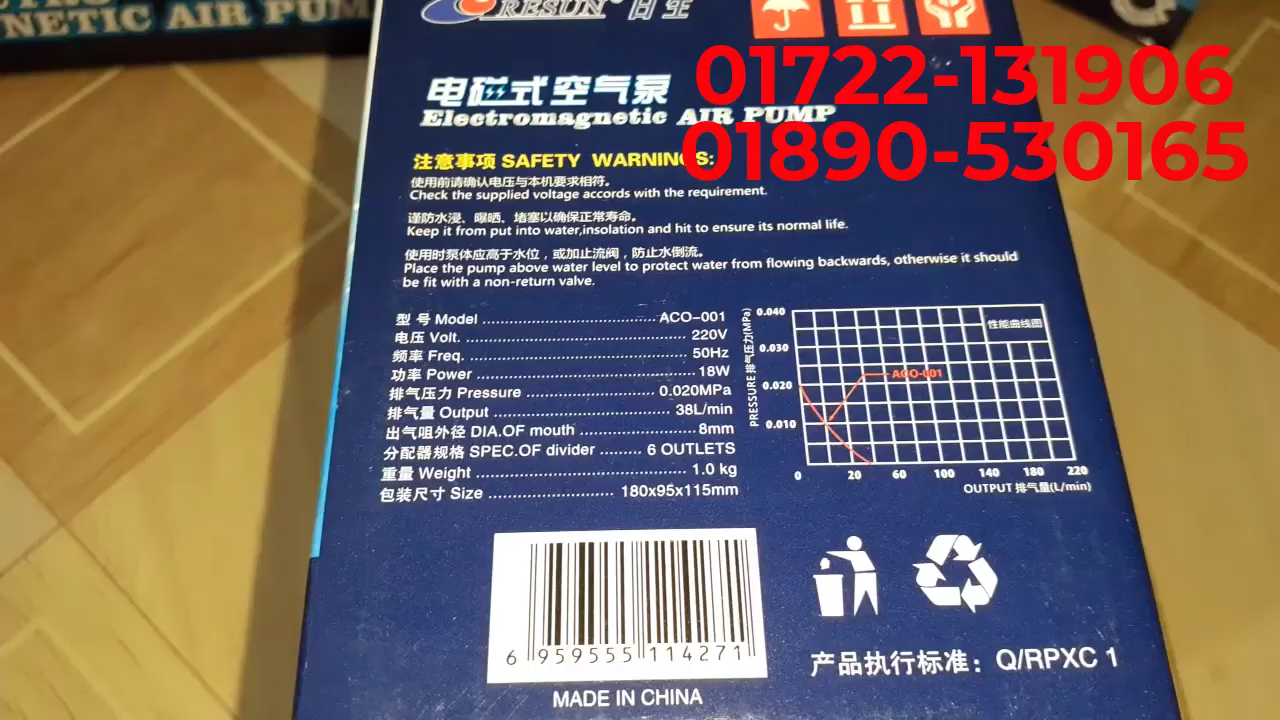 NETIC AIR PUM
RESUN® 日生
01722-131906
01890-530165
电磁式空气泵
Electromagnetic AIR PUMP
注意事项 SAFETY WARNINGS:
使用前请确认电压与本机要求相符。
Check the supplied voltage accords with the requirement.
谨防水浸、曝晒、堵塞以确保正常寿命。
Keep it from put into water,insolation and hit to ensure its normal life.
使用时泵体应高于水位，或加止流阀，防止水倒流。
Place the pump above water level to protect water from flowing backwards, otherwise it should
be fit with a non-return valve.
型 号 Model ........................................ ACO-001
电压 Volt. ................................................ 220V
频率 Freq. ................................................ 50Hz
功率 Power ................................................ 18W
排气压力 Pressure ............................ 0.020MPa
排气量 Output ........................................ 38L/min
出气咀外径 DIA.OF mouth ............................ 8mm
分配器规格 SPEC.OF divider ......... 6 OUTLETS
重量 Weight ................................................ 1.0 kg
包装尺寸 Size ............................ 180x95x115mm
PRESSURE 排气压力(MPa)
0.040
0.030
0.020
0.010
性能曲线图
ACO-001
0 20 60 100 140 180 220
OUTPUT 排气量(L/min)
6 959555 114271
MADE IN CHINA
产品执行标准：Q/RPXC 1